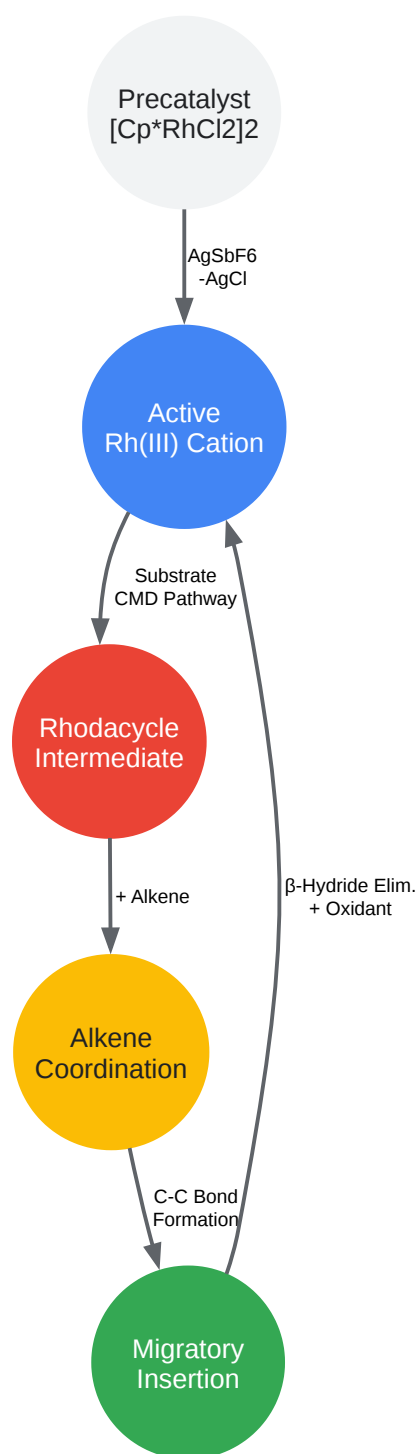 Precatalyst
[Cp*RhCl2]2
AgSbF6
-AgCl
Active
Rh(III) Cation
Substrate
CMD Pathway
Rhodacycle
Intermediate
β-Hydride Elim.
+ Oxidant
+ Alkene
Alkene
Coordination
C-C Bond
Formation
Migratory
Insertion